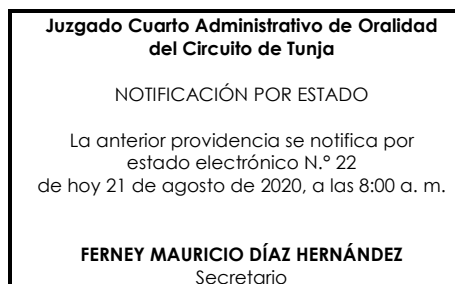 Juzgado Cuarto Administrativo de Oralidad
del Circuito de Tunja
NOTIFICACIÓN POR ESTADO
La anterior providencia se notifica por
estado electrónico N.° 22
de hoy 21 de agosto de 2020, a las 8:00 a. m.
FERNEY MAURICIO DÍAZ HERNÁNDEZ
Secretario